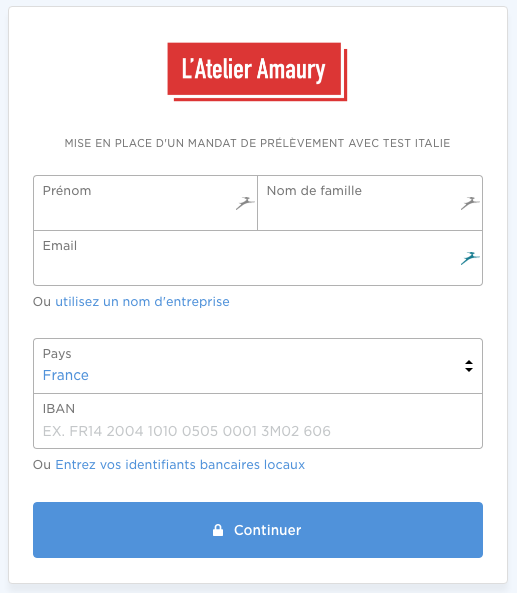 L'Atelier Amaury
MISE EN PLACE D'UN MANDAT DE PRÉLÈVEMENT AVEC TEST ITALIE
Prénom
Nom de famille
Email
Ou utilisez un nom d'entreprise
Pays
France
IBAN
EX. FR14 2004 1010 0505 0001 3M02 606
Ou Entrez vos identifiants bancaires locaux
Continuer